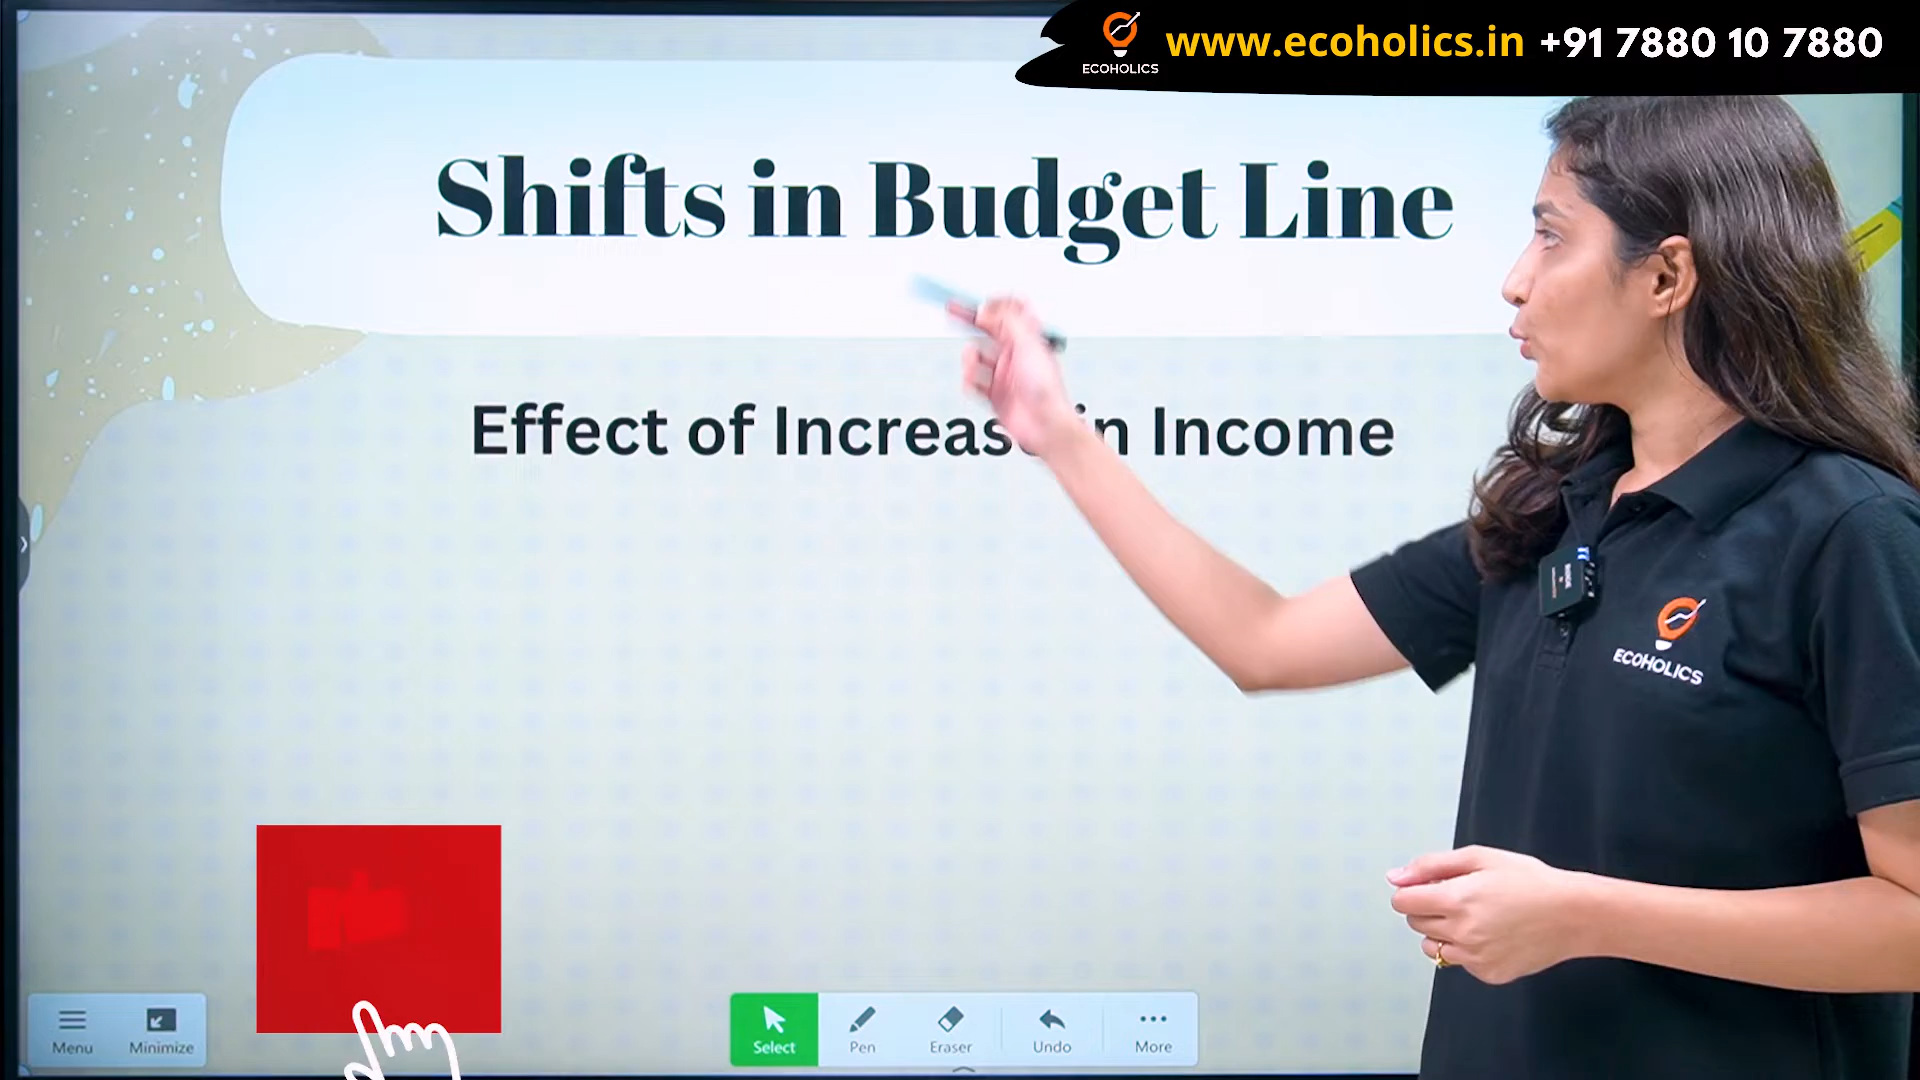 www.ecoholics.in +91 7880 10 7880
ECOHOLICS
Shifts in Budget Line
Effect of Increase in Income
ECOHOLICS
Menu
Minimize
Select
Pen
Eraser
Undo
More